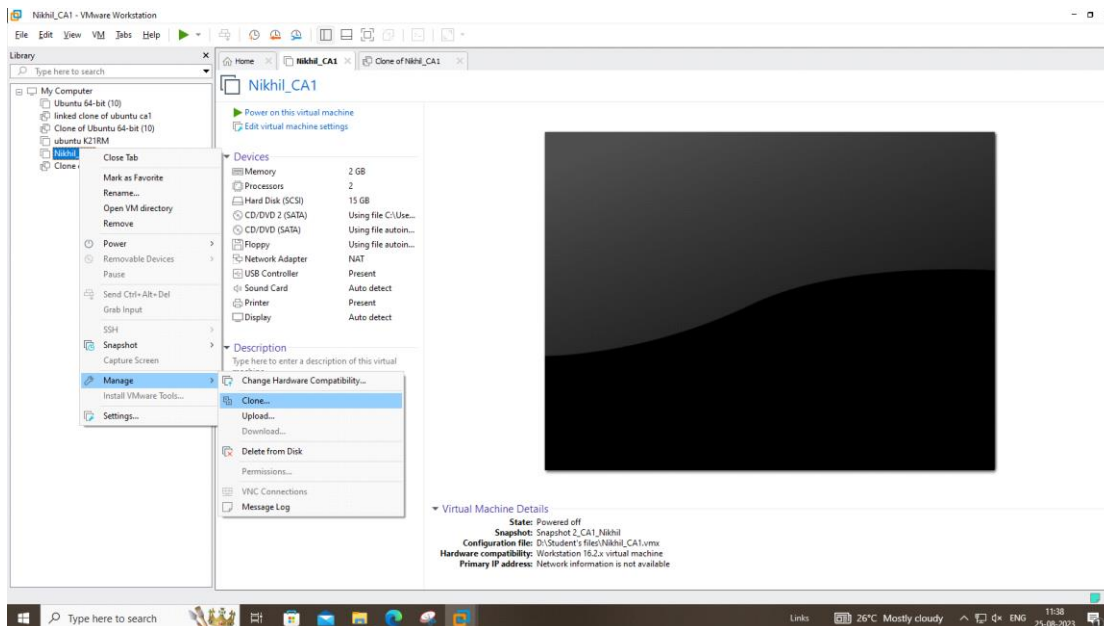 Nikhil_CA1 - VMware Workstation
File Edit View VM Tabs Help
Library
Type here to search
My Computer
Ubuntu 64-bit (10)
linked clone of ubuntu ca1
Clone of Ubuntu 64-bit (10)
ubuntu K21RM
Nikhil_
Clone
Close Tab
Mark as Favorite
Rename...
Open VM directory
Remove
Power
Removable Devices
Pause
Send Ctrl+Alt+Del
Grab Input
SSH
Snapshot
Capture Screen
Manage
Install VMware Tools...
Settings...
Change Hardware Compatibility...
Clone...
Upload...
Download...
Delete from Disk
Permissions...
VNC Connections
Message Log
Home Nikhil_CA1 Clone of Nikhil_CA1
Nikhil_CA1
Power on this virtual machine
Edit virtual machine settings
Devices
Memory 2 GB
Processors 2
Hard Disk (SCSI) 15 GB
CD/DVD 2 (SATA) Using file C:\Use...
CD/DVD (SATA) Using file autoin...
Floppy Using file autoin...
Network Adapter NAT
USB Controller Present
Sound Card Auto detect
Printer Present
Display Auto detect
Description
Type here to enter a description of this virtual
Virtual Machine Details
State: Powered off
Snapshot: Snapshot 2_CA1_Nikhil
Configuration file: D:\Student's files\Nikhil_CA1.vmx
Hardware compatibility: Workstation 16.2.x virtual machine
Primary IP address: Network information is not available
Type here to search Links 26°C Mostly cloudy ENG 11:38
25-08-2023